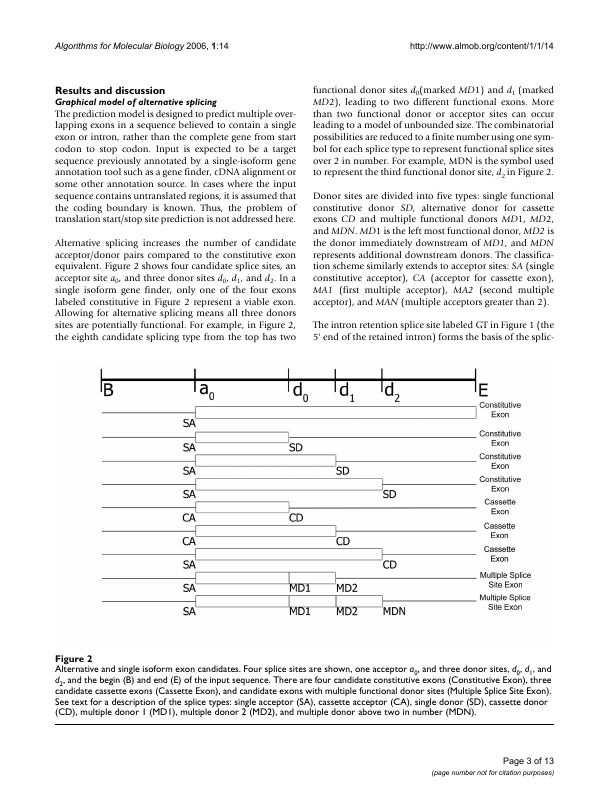 Algorithms for Molecular Biology 2006, 1:14
http://www.almob.org/content/1/1/14
Results and discussion
Graphical model of alternative splicing
The prediction model is designed to predict multiple over-
lapping exons in a sequence believed to contain a single
exon or intron, rather than the complete gene from start
codon to stop codon. Input is expected to be a target
sequence previously annotated by a single-isoform gene
annotation tool such as a gene finder, cDNA alignment or
some other annotation source. In cases where the input
sequence contains untranslated regions, it is assumed that
the coding boundary is known. Thus, the problem of
translation start/stop site prediction is not addressed here.
Alternative splicing increases the number of candidate
acceptor/donor pairs compared to the constitutive exon
equivalent. Figure 2 shows four candidate splice sites, an
acceptor site a0, and three donor sites d0, d1, and d2. In a
single isoform gene finder, only one of the four exons
labeled constitutive in Figure 2 represent a viable exon.
Allowing for alternative splicing means all three donors
sites are potentially functional. For example, in Figure 2,
the eighth candidate splicing type from the top has two
functional donor sites d0(marked MD1) and d1 (marked
MD2), leading to two different functional exons. More
than two functional donor or acceptor sites can occur
leading to a model of unbounded size. The combinatorial
possibilities are reduced to a finite number using one sym-
bol for each splice type to represent functional splice sites
over 2 in number. For example, MDN is the symbol used
to represent the third functional donor site, d2 in Figure 2.
Donor sites are divided into five types: single functional
constitutive donor SD, alternative donor for cassette
exons CD and multiple functional donors MD1, MD2,
and MDN. MD1 is the left most functional donor, MD2 is
the donor immediately downstream of MD1, and MDN
represents additional downstream donors. The classifica-
tion scheme similarly extends to acceptor sites: SA (single
constitutive acceptor), CA (acceptor for cassette exon),
MA1 (first multiple acceptor), MA2 (second multiple
acceptor), and MAN (multiple acceptors greater than 2).
The intron retention splice site labeled GT in Figure 1 (the
5' end of the retained intron) forms the basis of the splic-
B a0 d0 d1 d2 E
Constitutive
Exon
SA
Constitutive
Exon
SA SD
Constitutive
Exon
SA SD
Constitutive
Exon
SA SD
Cassette
Exon
CA CD
Cassette
Exon
CA CD
Cassette
Exon
SA CD
Multiple Splice
Site Exon
SA MD1 MD2
Multiple Splice
Site Exon
SA MD1 MD2 MDN
Figure 2
Alternative and single isoform exon candidates. Four splice sites are shown, one acceptor a0, and three donor sites, d0, d1, and
d2, and the begin (B) and end (E) of the input sequence. There are four candidate constitutive exons (Constitutive Exon), three
candidate cassette exons (Cassette Exon), and candidate exons with multiple functional donor sites (Multiple Splice Site Exon).
See text for a description of the splice types: single acceptor (SA), cassette acceptor (CA), single donor (SD), cassette donor
(CD), multiple donor 1 (MD1), multiple donor 2 (MD2), and multiple donor above two in number (MDN).
Page 3 of 13
(page number not for citation purposes)